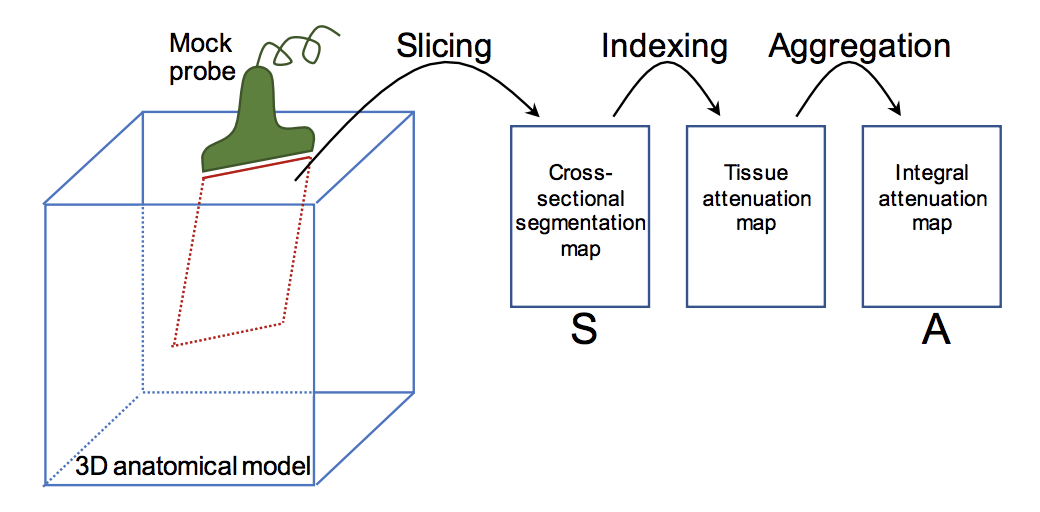 Mock
probe
Slicing
Indexing
Aggregation
Cross-
sectional
segmentation
map
Tissue
attenuation
map
Integral
attenuation
map
S
A
3D anatomical model